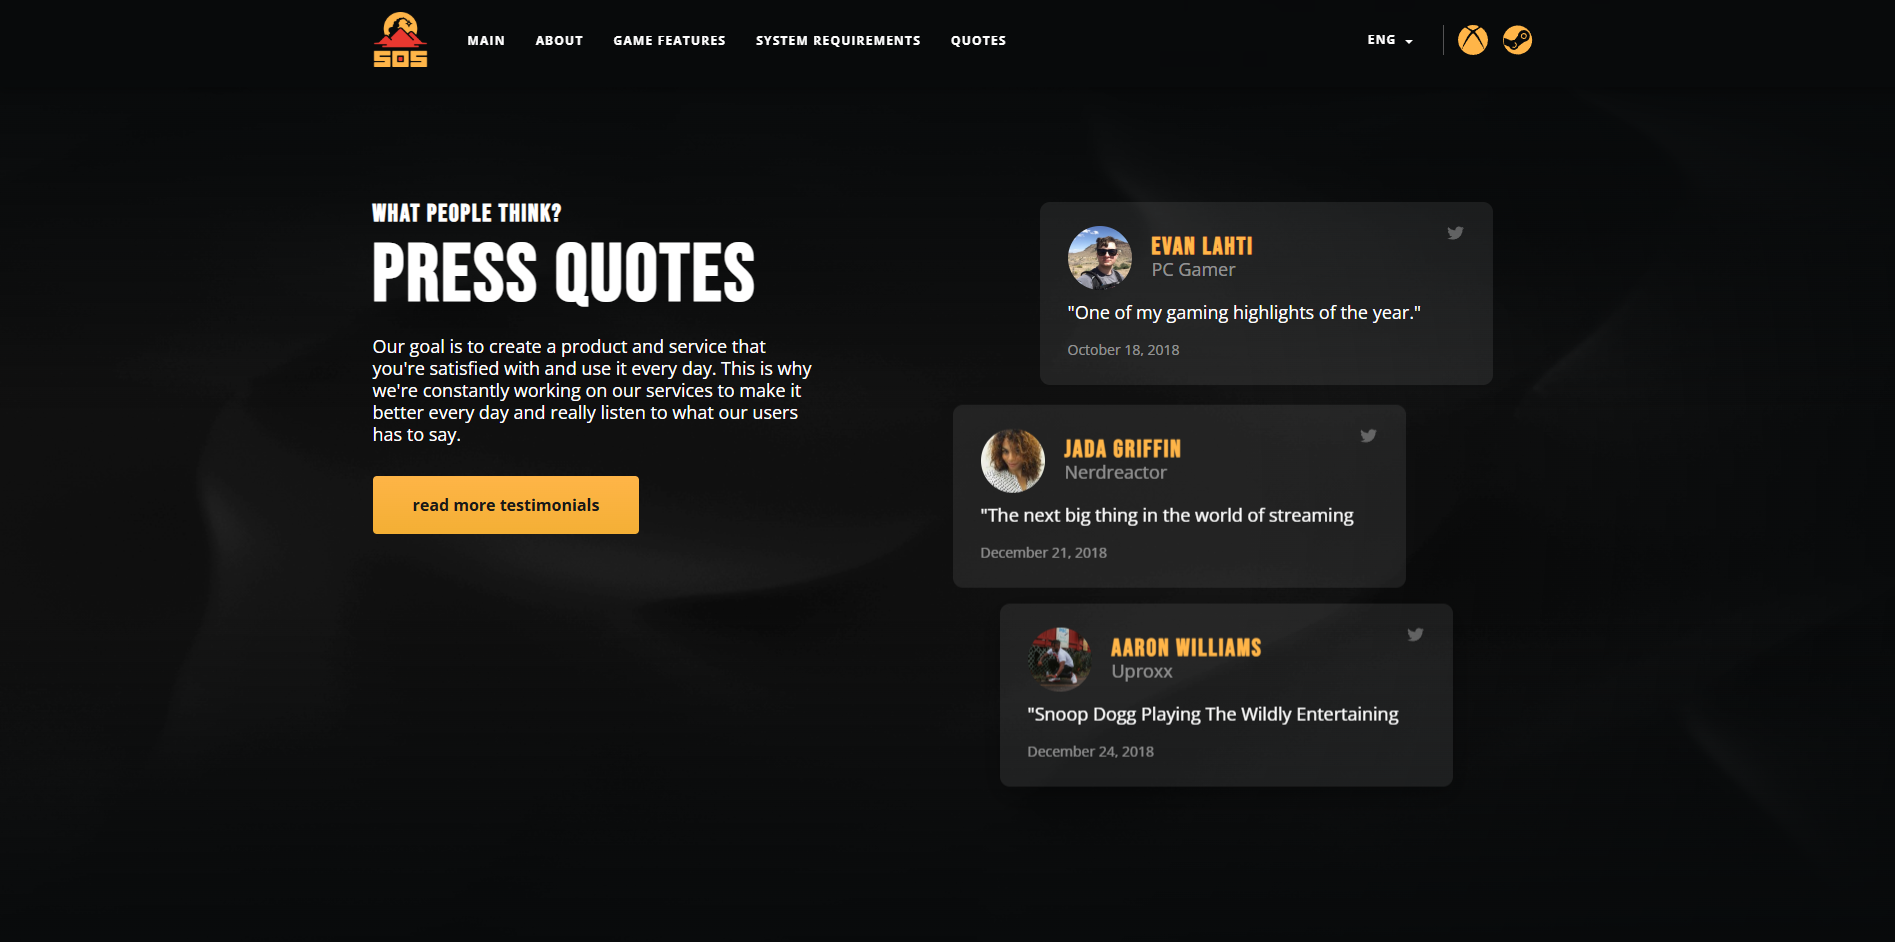 SOS
MAIN
ABOUT
GAME FEATURES
SYSTEM REQUIREMENTS
QUOTES
ENG
WHAT PEOPLE THINK?
PRESS QUOTES
Our goal is to create a product and service that
you're satisfied with and use it every day. This is why
we're constantly working on our services to make it
better every day and really listen to what our users
has to say.
read more testimonials
EVAN LAHTI
PC Gamer
"One of my gaming highlights of the year."
October 18, 2018
JADA GRIFFIN
Nerdreactor
"The next big thing in the world of streaming
December 21, 2018
AARON WILLIAMS
Uproxx
"Snoop Dogg Playing The Wildly Entertaining
December 24, 2018